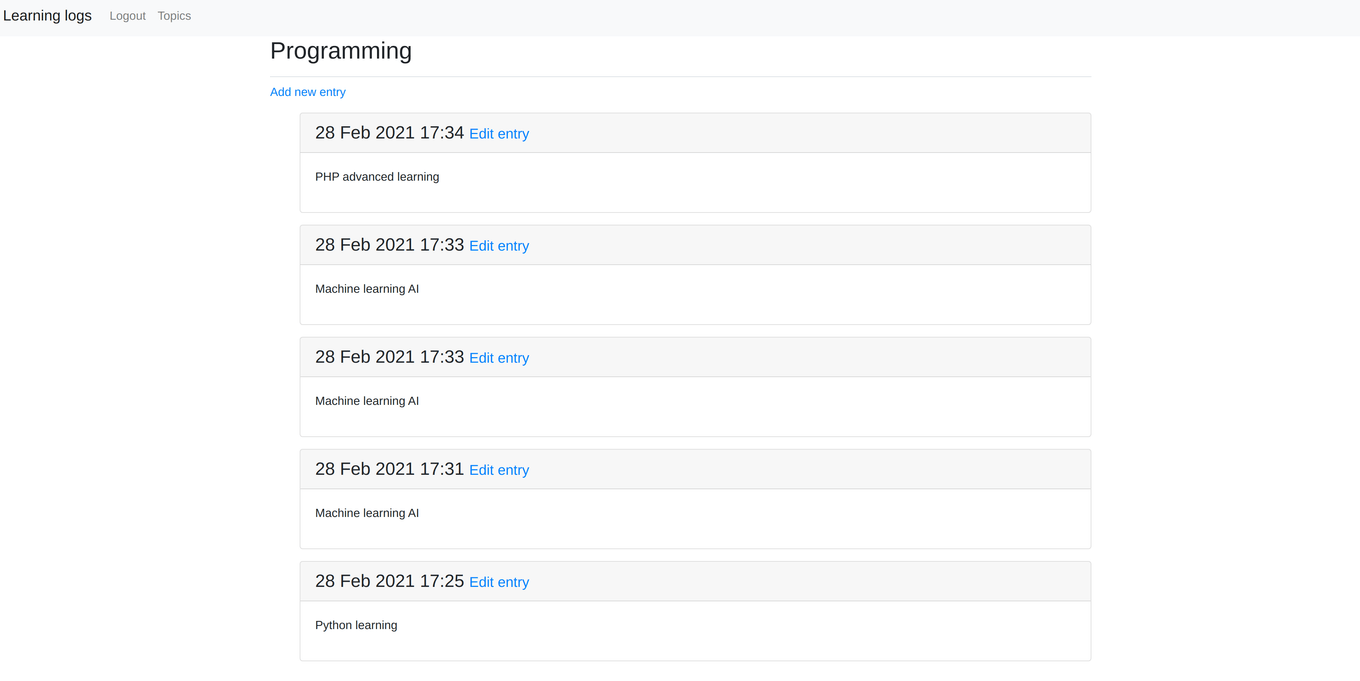 Learning logs Logout Topics
Programming
Add new entry
28 Feb 2021 17:34 Edit entry
PHP advanced learning
28 Feb 2021 17:33 Edit entry
Machine learning AI
28 Feb 2021 17:33 Edit entry
Machine learning AI
28 Feb 2021 17:31 Edit entry
Machine learning AI
28 Feb 2021 17:25 Edit entry
Python learning